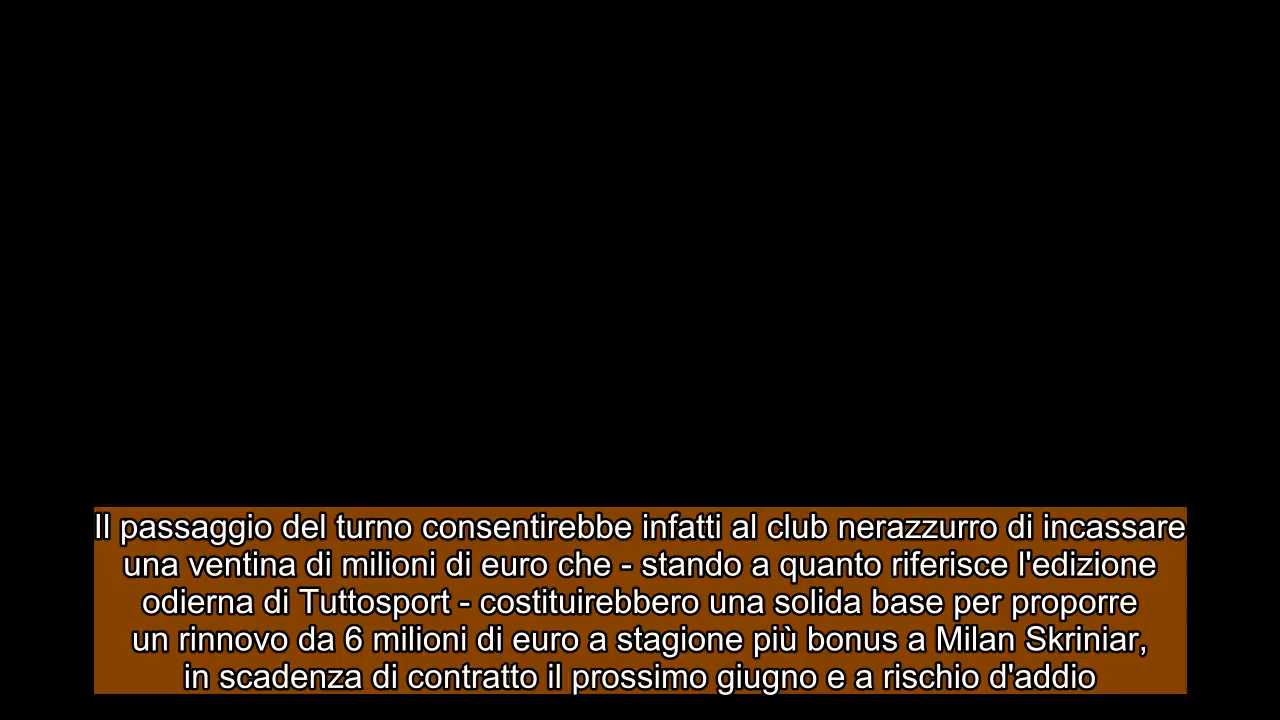 Il passaggio del turno consentirebbe infatti al club nerazzurro di incassare
una ventina di milioni di euro che - stando a quanto riferisce l'edizione
odierna di Tuttosport - costituirebbero una solida base per proporre
un rinnovo da 6 milioni di euro a stagione più bonus a Milan Skriniar,
in scadenza di contratto il prossimo giugno e a rischio d'addio